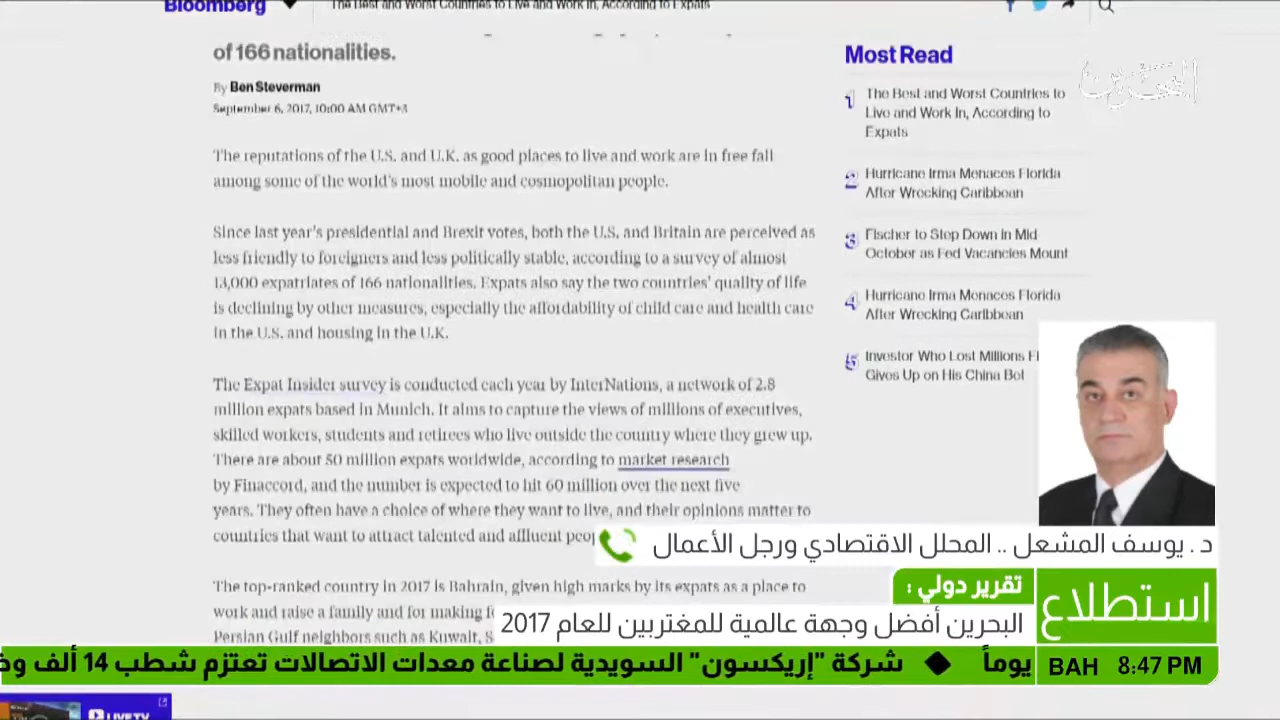 Bloomberg
The Best and Worst Countries to Live and Work In, According to Expats
of 166 nationalities.
By Ben Steverman
September 6, 2017, 10:00 AM GMT+3
The reputations of the U.S. and U.K. as good places to live and work are in free fall
among some of the world's most mobile and cosmopolitan people.
Since last year's presidential and Brexit votes, both the U.S. and Britain are perceived as
less friendly to foreigners and less politically stable, according to a survey of almost
13,000 expatriates of 166 nationalities. Expats also say the two countries' quality of life
is declining by other measures, especially the affordability of child care and health care
in the U.S. and housing in the U.K.
The Expat Insider survey is conducted each year by InterNations, a network of 2.8
million expats based in Munich. It aims to capture the views of millions of executives,
skilled workers, students and retirees who live outside the country where they grew up.
There are about 50 million expats worldwide, according to market research
by Finaccord, and the number is expected to hit 60 million over the next five
years. They often have a choice of where they want to live, and their opinions matter to
countries that want to attract talented and affluent
The top-ranked country in 2017 is Bahrain, given high marks by its expats as a place to
work and raise a family and for making
Persian Gulf neighbors such as Kuwait,
Most Read
1 The Best and Worst Countries to
Live and Work In, According to
Expats
2 Hurricane Irma Menaces Florida
After Wrecking Caribbean
3 Fischer to Step Down in Mid-
October as Fed Vacancies Mount
4 Hurricane Irma Menaces Florida
After Wrecking Caribbean
5 Investor Who Lost Millions
Gives Up on His China Bet
البحرين
د . يوسف المشعل .. المحلل الاقتصادي ورجل الأعمال
استطلاع
تقرير دولي :
البحرين أفضل وجهة عالمية للمغتربين للعام 2017
BAH 8:47 PM
يوماً ◆ شركة "إريكسون" السويدية لصناعة معدات الاتصالات تعتزم شطب 14 ألف
LIVE TV